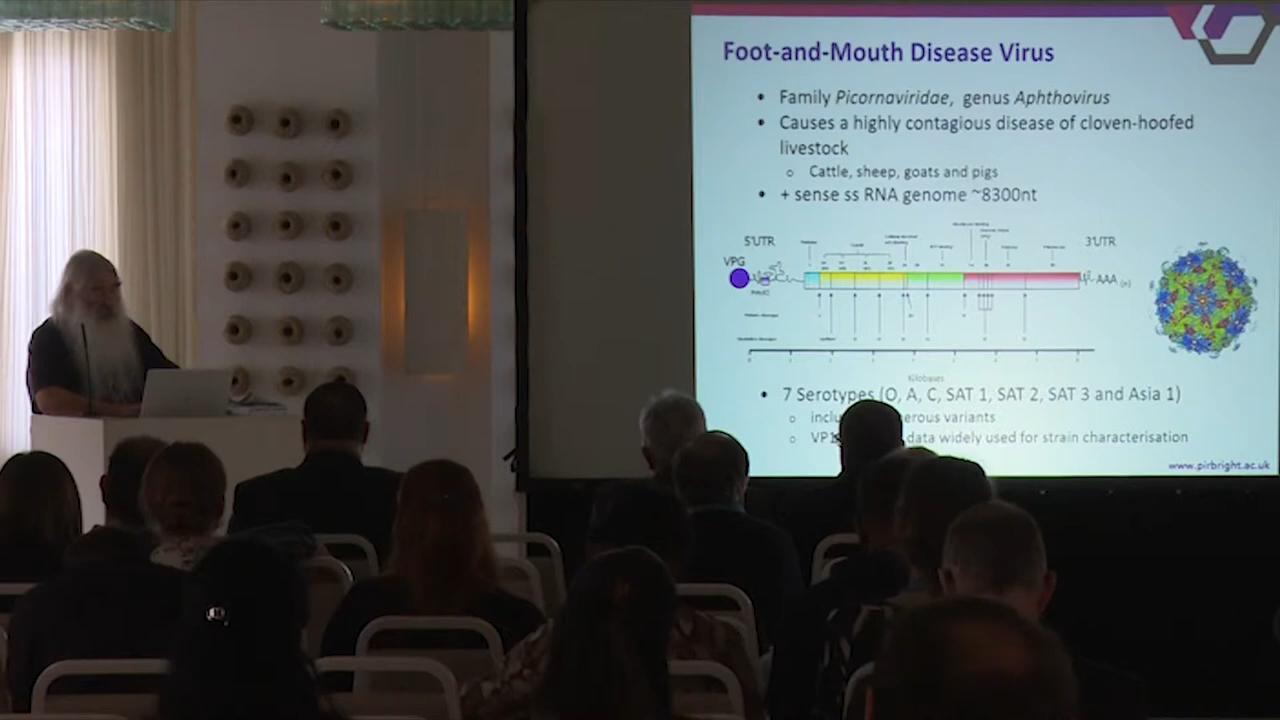 Foot-and-Mouth Disease Virus
• Family Picornaviridae, genus Aphthovirus
• Causes a highly contagious disease of cloven-hoofed
livestock
o Cattle, sheep, goats and pigs
• + sense ss RNA genome ~8300nt
5'UTR
3'UTR
VPG
AAA (n)
Kilobases
• 7 Serotypes (O, A, C, SAT 1, SAT 2, SAT 3 and Asia 1)
o variants
o data widely used for strain characterisation
www.pirbright.ac.uk